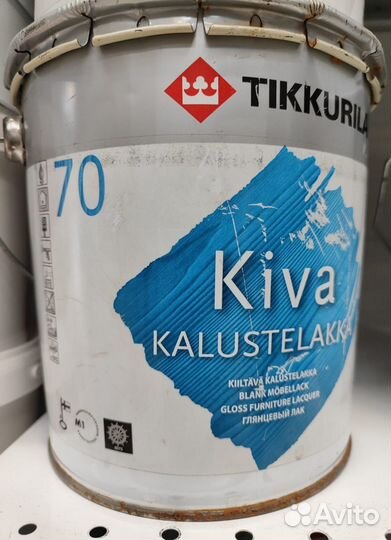 TIKKURILA
70
Kiva
KALUSTELAKKA
KIILTÄVÄ KALUSTELAKKA
BLANK MÖBELLACK
GLOSS FURNITURE LACQUER
ГЛЯНЦЕВЫЙ ЛАК
M1
Avito